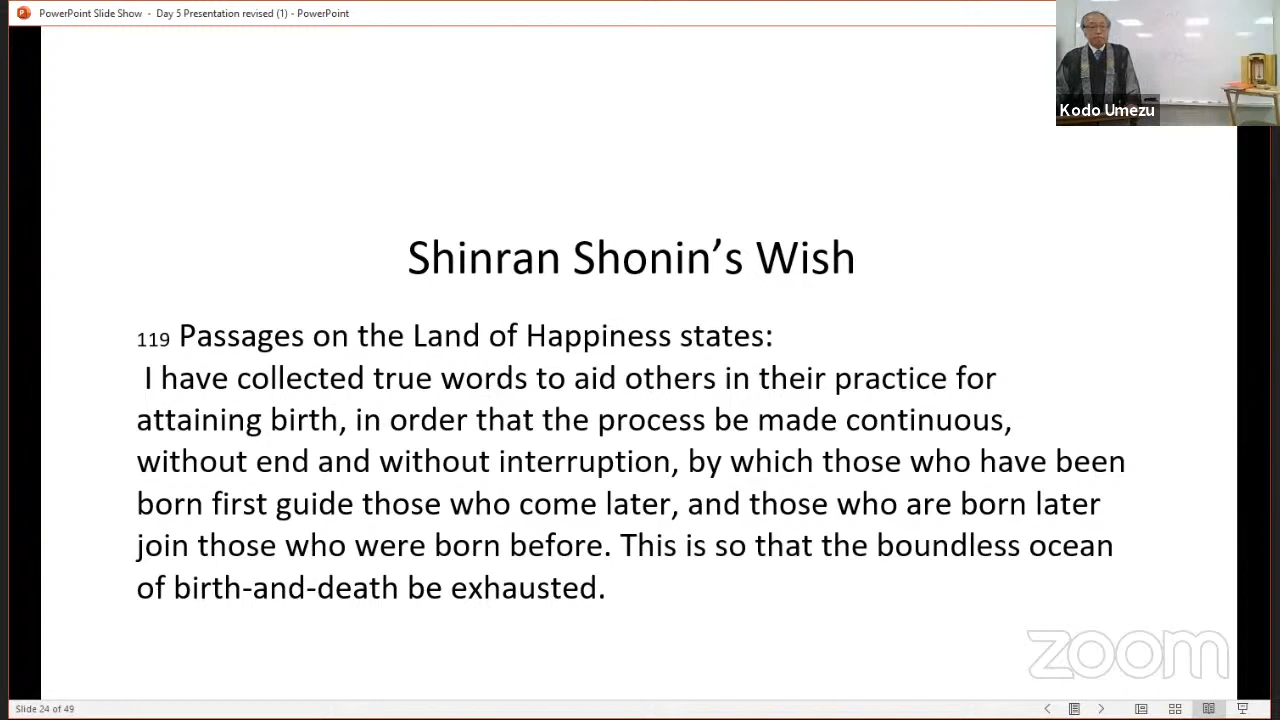 PowerPoint Slide Show - Day 5 Presentation revised (1) - PowerPoint
Kodo Umezu
Shinran Shonin’s Wish
119 Passages on the Land of Happiness states:
I have collected true words to aid others in their practice for
attaining birth, in order that the process be made continuous,
without end and without interruption, by which those who have been
born first guide those who come later, and those who are born later
join those who were born before. This is so that the boundless ocean
of birth-and-death be exhausted.
zoom
Slide 24 of 49